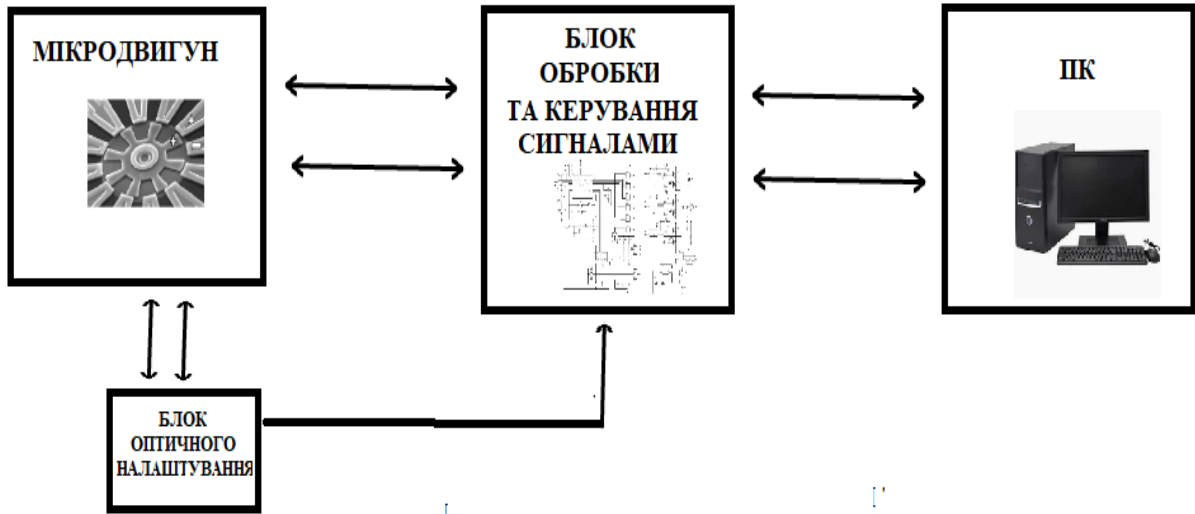 МІКРОДВИГУН
БЛОК
ОБРОБКИ
ТА КЕРУВАННЯ
СИГНАЛАМИ
ПК
БЛОК
ОПТИЧНОГО
НАЛАШТУВАННЯ